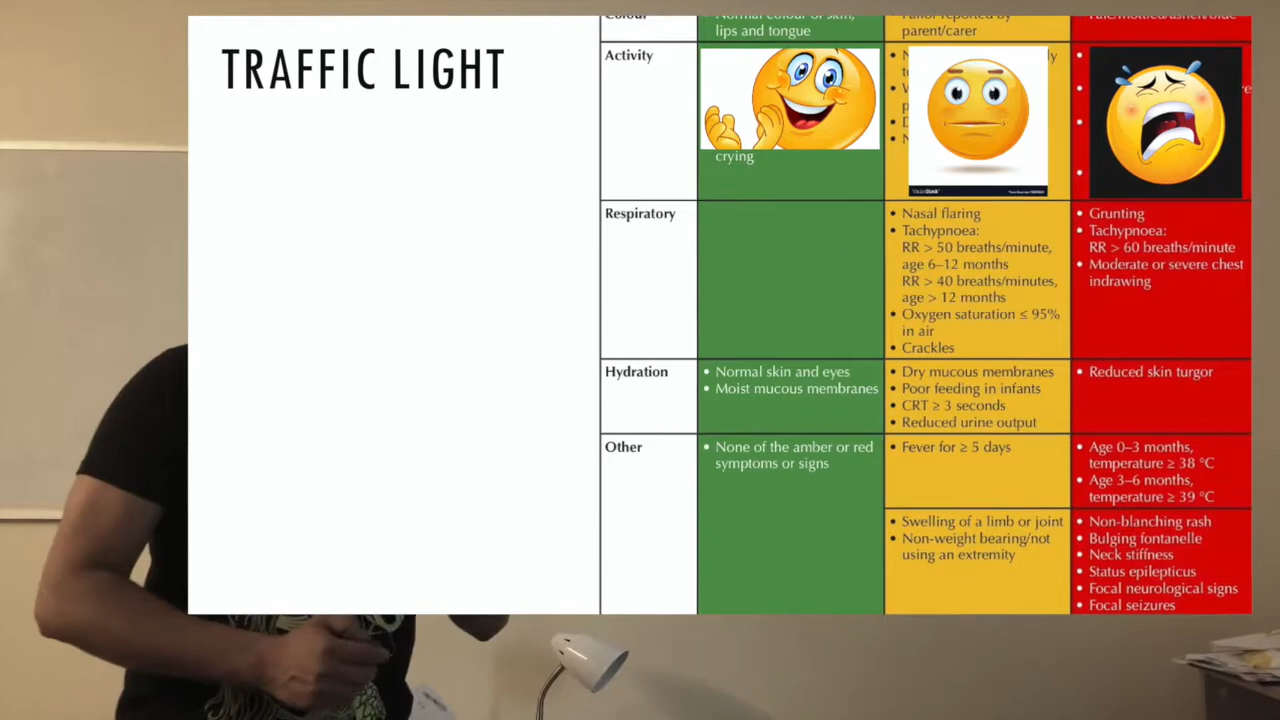 TRAFFIC LIGHT
lips and tongue
parent/carer
Activity
crying
Respiratory
• Nasal flaring
• Tachypnoea:
RR > 50 breaths/minute,
age 6–12 months
RR > 40 breaths/minutes,
age > 12 months
• Oxygen saturation ≤ 95%
in air
• Crackles
• Grunting
• Tachypnoea:
RR > 60 breaths/minute
• Moderate or severe chest
indrawing
Hydration
• Normal skin and eyes
• Moist mucous membranes
• Dry mucous membranes
• Poor feeding in infants
• CRT ≥ 3 seconds
• Reduced urine output
• Reduced skin turgor
Other
• None of the amber or red
symptoms or signs
• Fever for ≥ 5 days
• Age 0–3 months,
temperature ≥ 38 °C
• Age 3–6 months,
temperature ≥ 39 °C
• Swelling of a limb or joint
• Non-weight bearing/not
using an extremity
• Non-blanching rash
• Bulging fontanelle
• Neck stiffness
• Status epilepticus
• Focal neurological signs
• Focal seizures